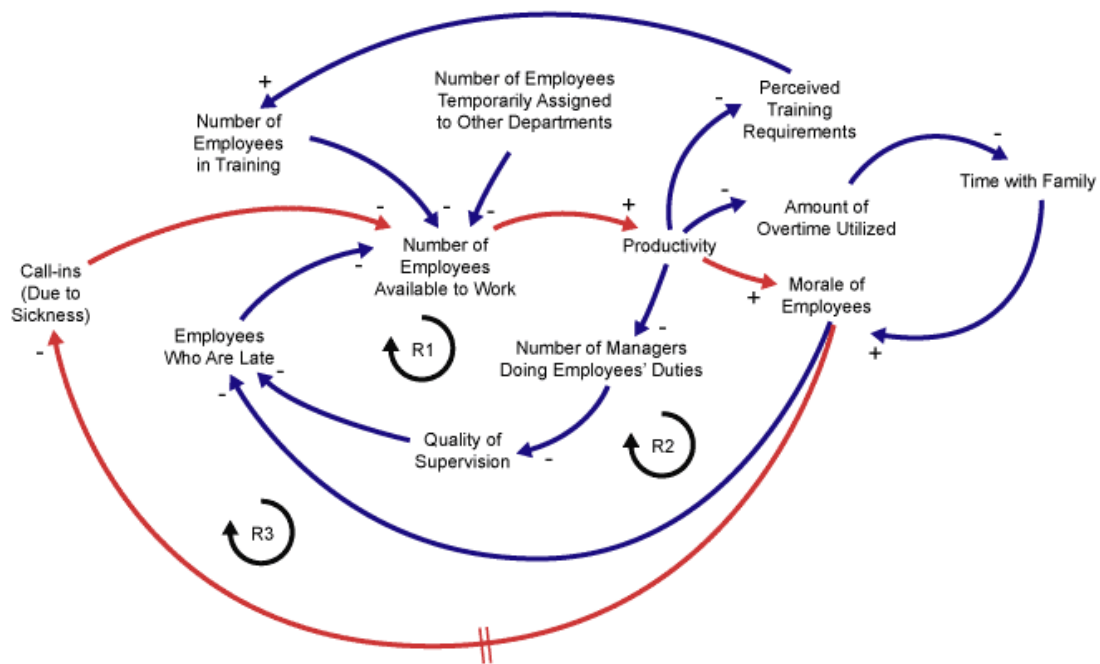 +
Number of
Employees
in Training
Number of Employees
Temporarily Assigned
to Other Departments
-
Perceived
Training
Requirements
-
Time with Family
-
Amount of
Overtime Utilized
-
-
-
+
Number of
Employees
Available to Work
Productivity
Call-ins
(Due to
Sickness)
-
-
Morale of
Employees
+
+
Employees
Who Are Late
R1
-
Number of Managers
Doing Employees' Duties
-
-
Quality of
Supervision
-
R2
R3